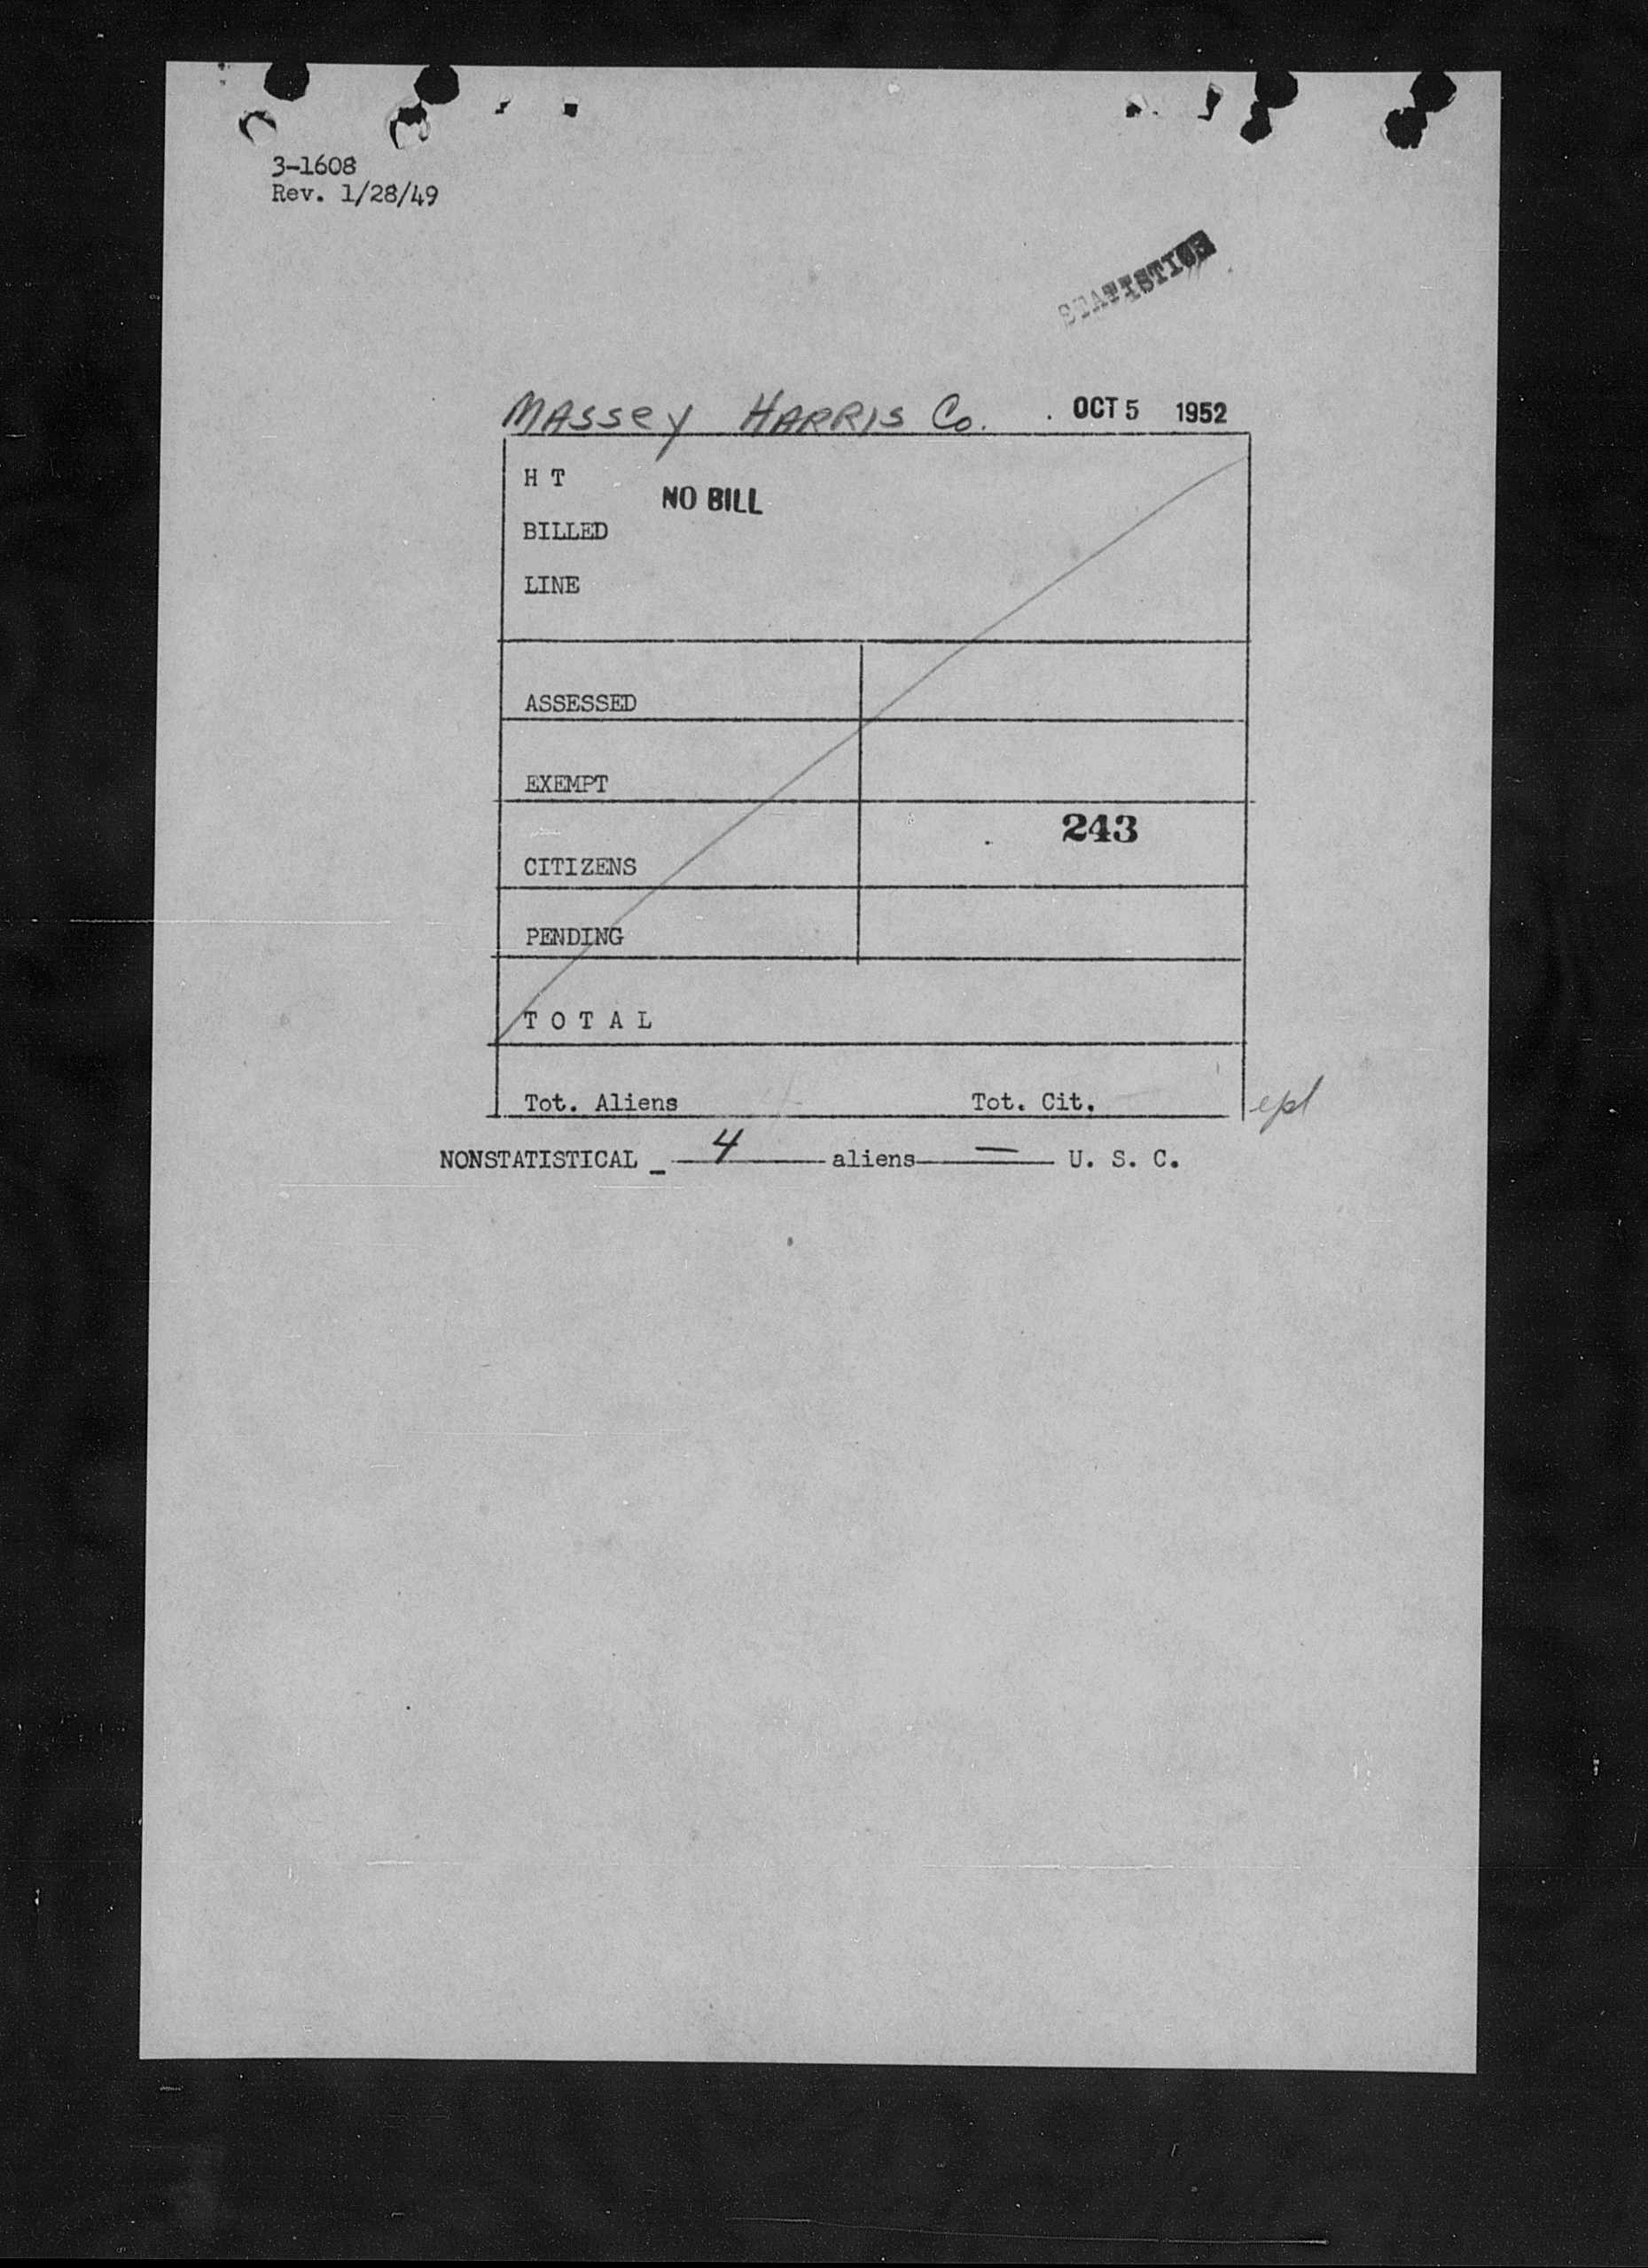 3-1608
Rev. 1/28/49
STATISTICS
MASSEY HARRIS Co. OCT 5 1952
H T
NO BILL
BILLED
LINE
ASSESSED
EXEMPT
243
CITIZENS
PENDING
T O T A L
Tot. Aliens Tot. Cit.
NONSTATISTICAL 4 aliens — U. S. C.